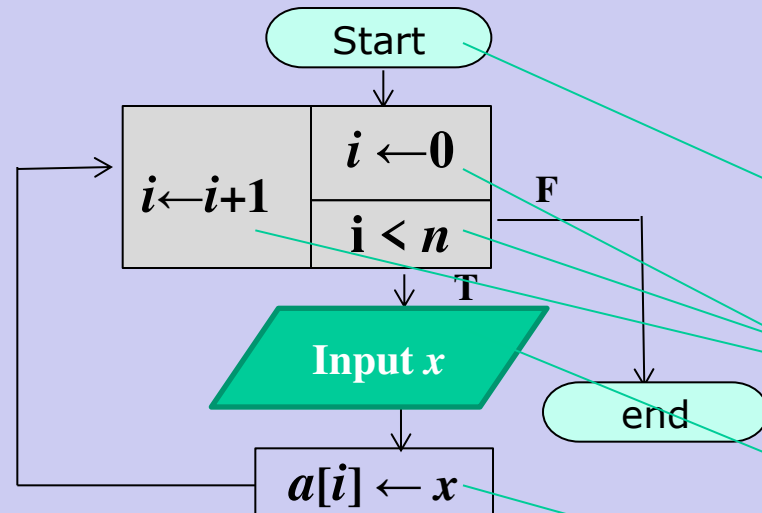 Start
i ←0
i←i+1
i < n
F
T
Input x
end
a[i] ← x